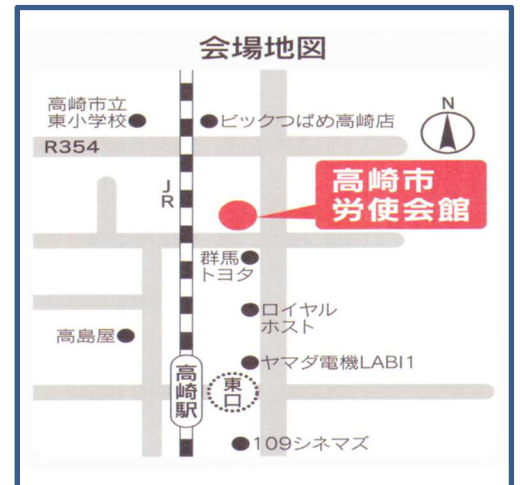 会場地図
高崎市立
東小学校
ビックつばめ高崎店
N
R354
JR
高崎市
労使会館
群馬
トヨタ
ロイヤル
ホスト
高島屋
ヤマダ電機LABI1
高崎駅
東口
109シネマズ